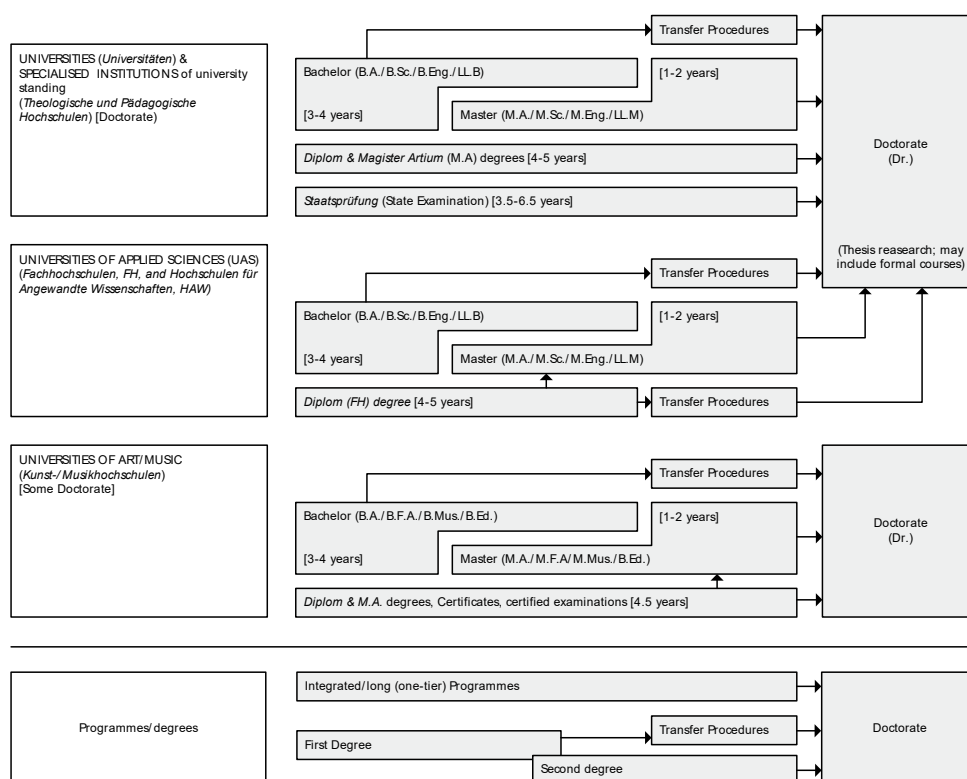 Transfer Procedures
UNIVERSITIES (Universitäten) &
SPECIALISED INSTITUTIONS of university
standing
(Theologische und Pädagogische
Hochschulen) [Doctorate]
Bachelor (B.A./B.Sc./B.Eng./LL.B)
[1-2 years]
[3-4 years]
Master (M.A./M.Sc./M.Eng./LL.M)
Diplom & Magister Artium (M.A) degrees [4-5 years]
Staatsprüfung (State Examination) [3.5-6.5 years]
Doctorate
(Dr.)
(Thesis reasearch; may
include formal courses)
UNIVERSITIES OF APPLIED SCIENCES (UAS)
(Fachhochschulen, FH, and Hochschulen für
Angewandte Wissenschaften, HAW)
Transfer Procedures
Bachelor (B.A./B.Sc./B.Eng./LL.B)
[1-2 years]
[3-4 years]
Master (M.A./M.Sc./M.Eng./LL.M)
Diplom (FH) degree [4-5 years]
Transfer Procedures
UNIVERSITIES OF ART/MUSIC
(Kunst-/Musikhochschulen)
[Some Doctorate]
Transfer Procedures
Bachelor (B.A./B.F.A./B.Mus./B.Ed.)
[1-2 years]
[3-4 years]
Master (M.A./M.F.A/M.Mus./B.Ed.)
Diplom & M.A. degrees, Certificates, certified examinations [4.5 years]
Doctorate
(Dr.)
Programmes/degrees
Integrated/long (one-tier) Programmes
Transfer Procedures
First Degree
Second degree
Doctorate